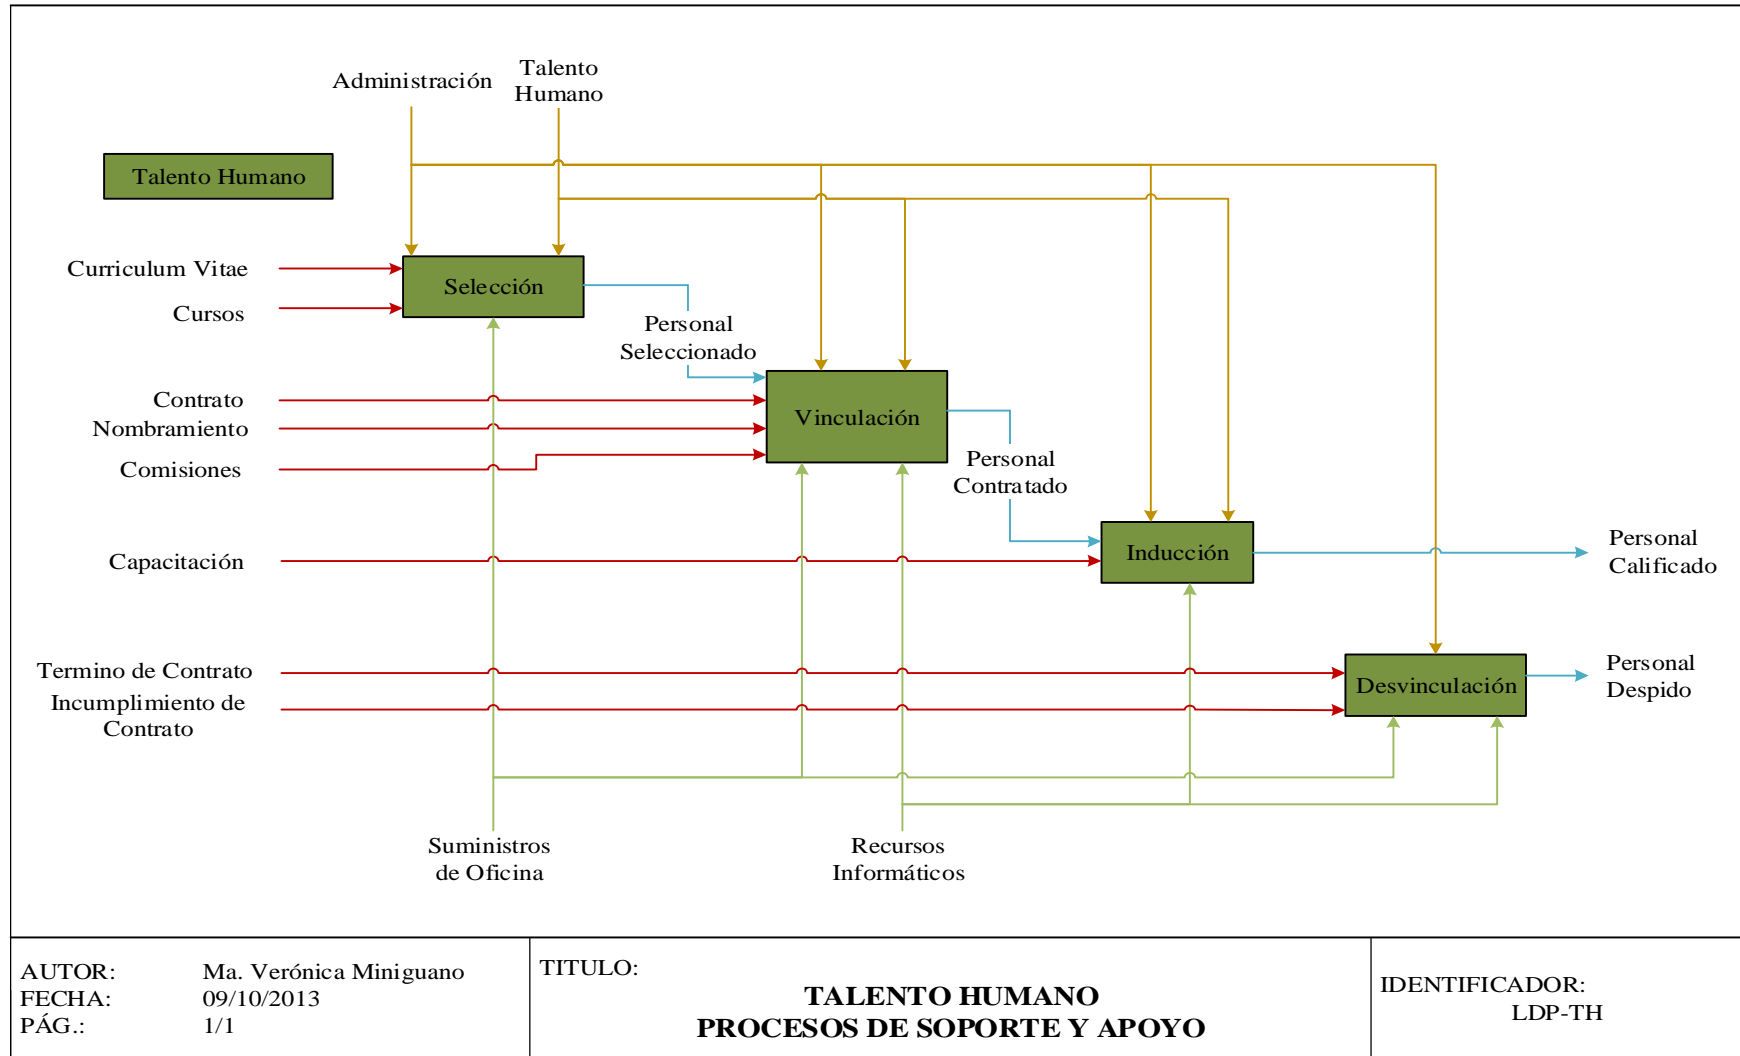 Administración
Talento
Humano
Talento Humano
Curriculum Vitae
Cursos
Selección
Personal
Seleccionado
Contrato
Nombramiento
Comisiones
Vinculación
Personal
Contratado
Capacitación
Inducción
Personal
Calificado
Termino de Contrato
Incumplimiento de
Contrato
Desvinculación
Personal
Despido
Suministros
de Oficina
Recursos
Informáticos
AUTOR: Ma. Verónica Miniguano
FECHA: 09/10/2013
PÁG.: 1/1
TITULO:
TALENTO HUMANO
PROCESOS DE SOPORTE Y APOYO
IDENTIFICADOR:
LDP-TH